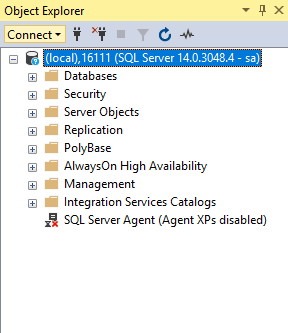 Object Explorer
Connect
(local),16111 (SQL Server 14.0.3048.4 - sa)
Databases
Security
Server Objects
Replication
PolyBase
AlwaysOn High Availability
Management
Integration Services Catalogs
SQL Server Agent (Agent XPs disabled)